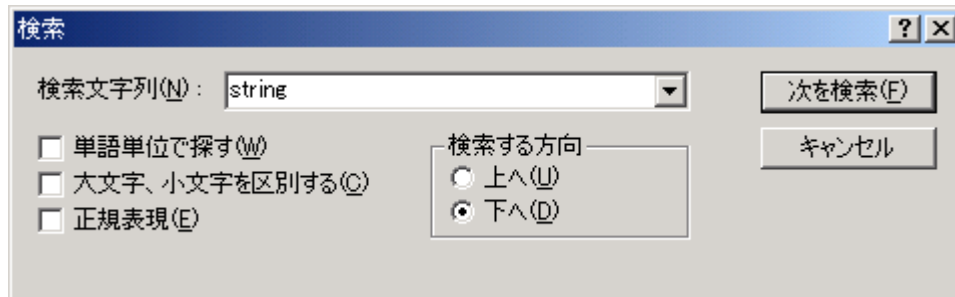 検索
検索文字列(N): string
次を検索(F)
単語単位で探す(W)
検索する方向
キャンセル
大文字、小文字を区別する(C)
上へ(U)
正規表現(E)
下へ(D)